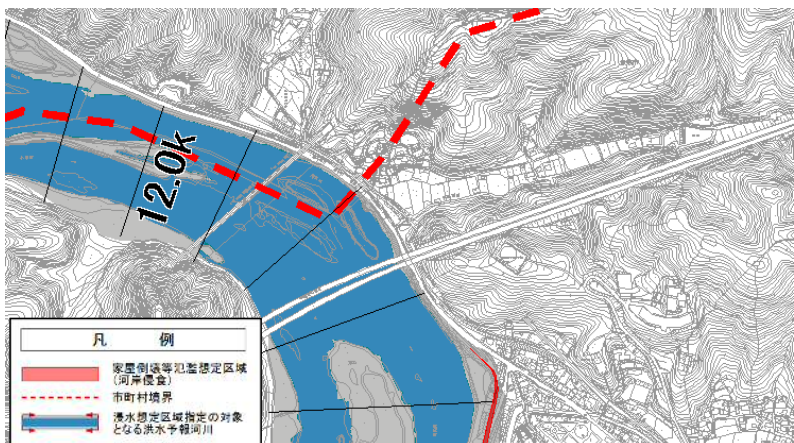 12.0k
凡 例
家屋倒壊等氾濫想定区域
(河岸侵食)
市町村境界
浸水想定区域指定の対象
となる洪水予報河川